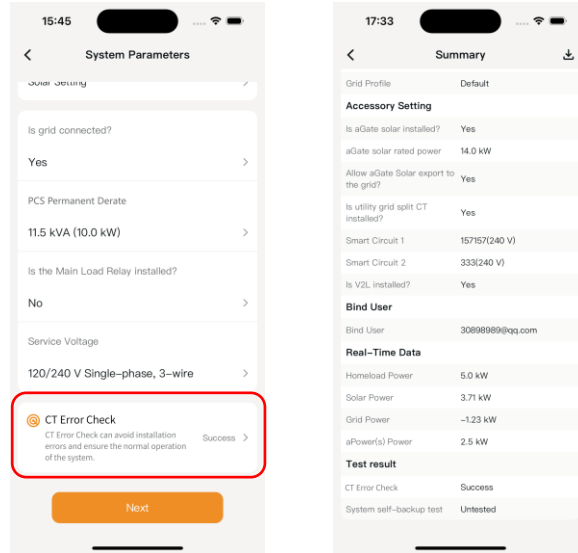 15:45
System Parameters
Solar Setting
Is grid connected?
Yes
PCS Permanent Derate
11.5 kVA (10.0 kW)
Is the Main Load Relay installed?
No
Service Voltage
120/240 V Single-phase, 3-wire
CT Error Check
CT Error Check can avoid installation
errors and ensure the normal operation
of the system.
Success
Next
17:33
Summary
Grid Profile Default
Accessory Setting
Is aGate solar installed? Yes
aGate solar rated power 14.0 kW
Allow aGate Solar export to
the grid? Yes
Is utility grid split CT
installed? Yes
Smart Circuit 1 157157(240 V)
Smart Circuit 2 333(240 V)
Is V2L installed? Yes
Bind User
Bind User 30898989@qq.com
Real-Time Data
Homeload Power 5.0 kW
Solar Power 3.71 kW
Grid Power -1.23 kW
aPower(s) Power 2.5 kW
Test result
CT Error Check Success
System self-backup test Untested